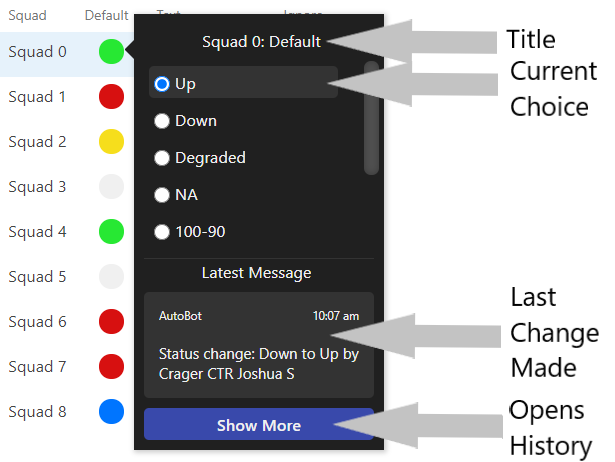 Squad Default Text Ignore
Squad 0
Squad 1
Squad 2
Squad 3
Squad 4
Squad 5
Squad 6
Squad 7
Squad 8
Squad 0: Default
Up
Down
Degraded
NA
100-90
Latest Message
AutoBot 10:07 am
Status change: Down to Up by
Crager CTR Joshua S
Show More
Title
Current
Choice
Last
Change
Made
Opens
History